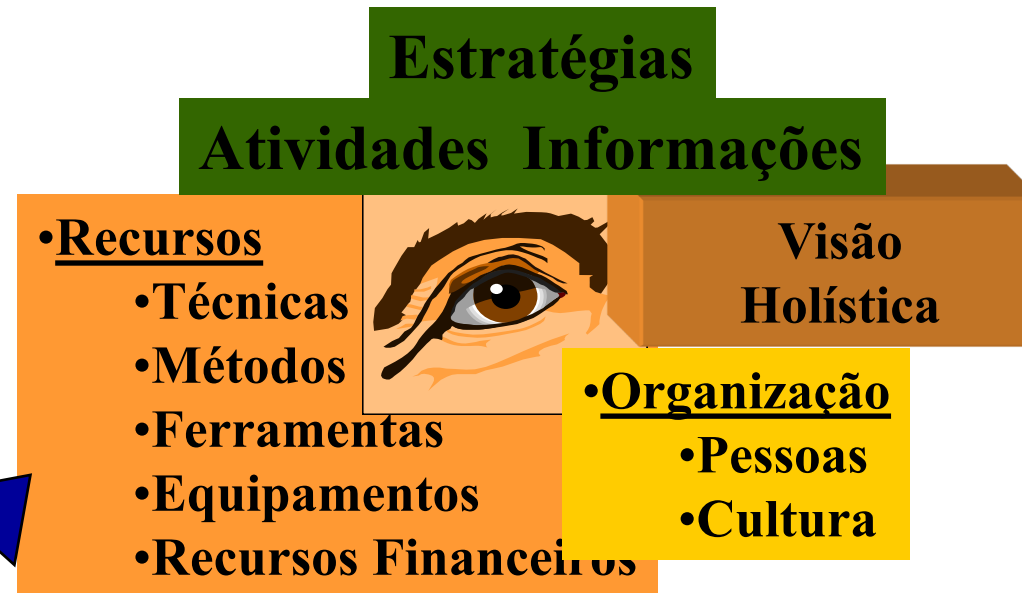 Estratégias
Atividades Informações
•Recursos
•Técnicas
•Métodos
•Ferramentas
•Equipamentos
•Recursos Financeiros
Visão
Holística
•Organização
•Pessoas
•Cultura